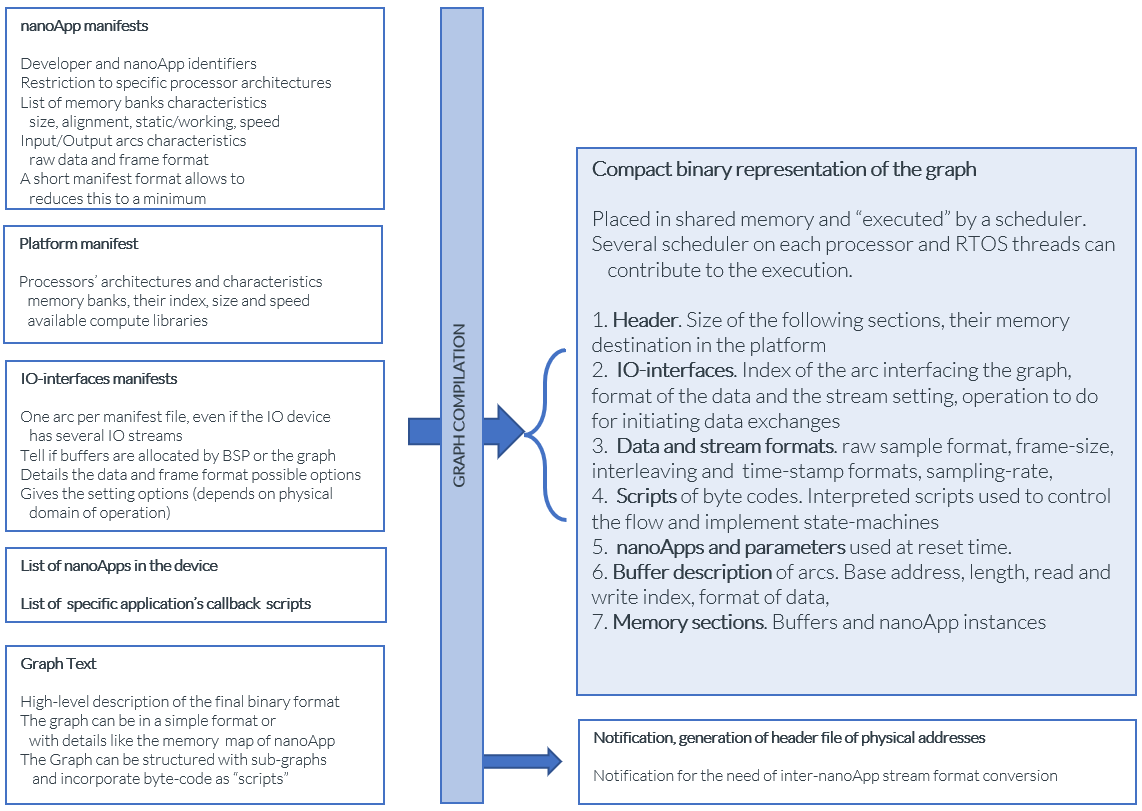 nanoApp manifests
Developer and nanoApp identifiers
Restriction to specific processor architectures
List of memory banks characteristics
size, alignment, static/working, speed
Input/Output arcs characteristics
raw data and frame format
A short manifest format allows to
reduces this to a minimum
Platform manifest
Processors’ architectures and characteristics
memory banks, their index, size and speed
available compute libraries
IO-interfaces manifests
One arc per manifest file, even if the IO device
has several IO streams
Tell if buffers are allocated by BSP or the graph
Details the data and frame format possible options
Gives the setting options (depends on physical
domain of operation)
List of nanoApps in the device
List of specific application’s callback scripts
Graph Text
High-level description of the final binary format
The graph can be in a simple format or
with details like the memory map of nanoApp
The Graph can be structured with sub-graphs
and incorporate byte-code as “scripts”
GRAPH COMPILATION
Compact binary representation of the graph
Placed in shared memory and “executed” by a scheduler.
Several scheduler on each processor and RTOS threads can
contribute to the execution.
1. Header. Size of the following sections, their memory
destination in the platform
2. IO-interfaces. Index of the arc interfacing the graph,
format of the data and the stream setting, operation to do
for initiating data exchanges
3. Data and stream formats. raw sample format, frame-size,
interleaving and time-stamp formats, sampling-rate,
4. Scripts of byte codes. Interpreted scripts used to control
the flow and implement state-machines
5. nanoApps and parameters used at reset time.
6. Buffer description of arcs. Base address, length, read and
write index, format of data,
7. Memory sections. Buffers and nanoApp instances
Notification, generation of header file of physical addresses
Notification for the need of inter-nanoApp stream format conversion